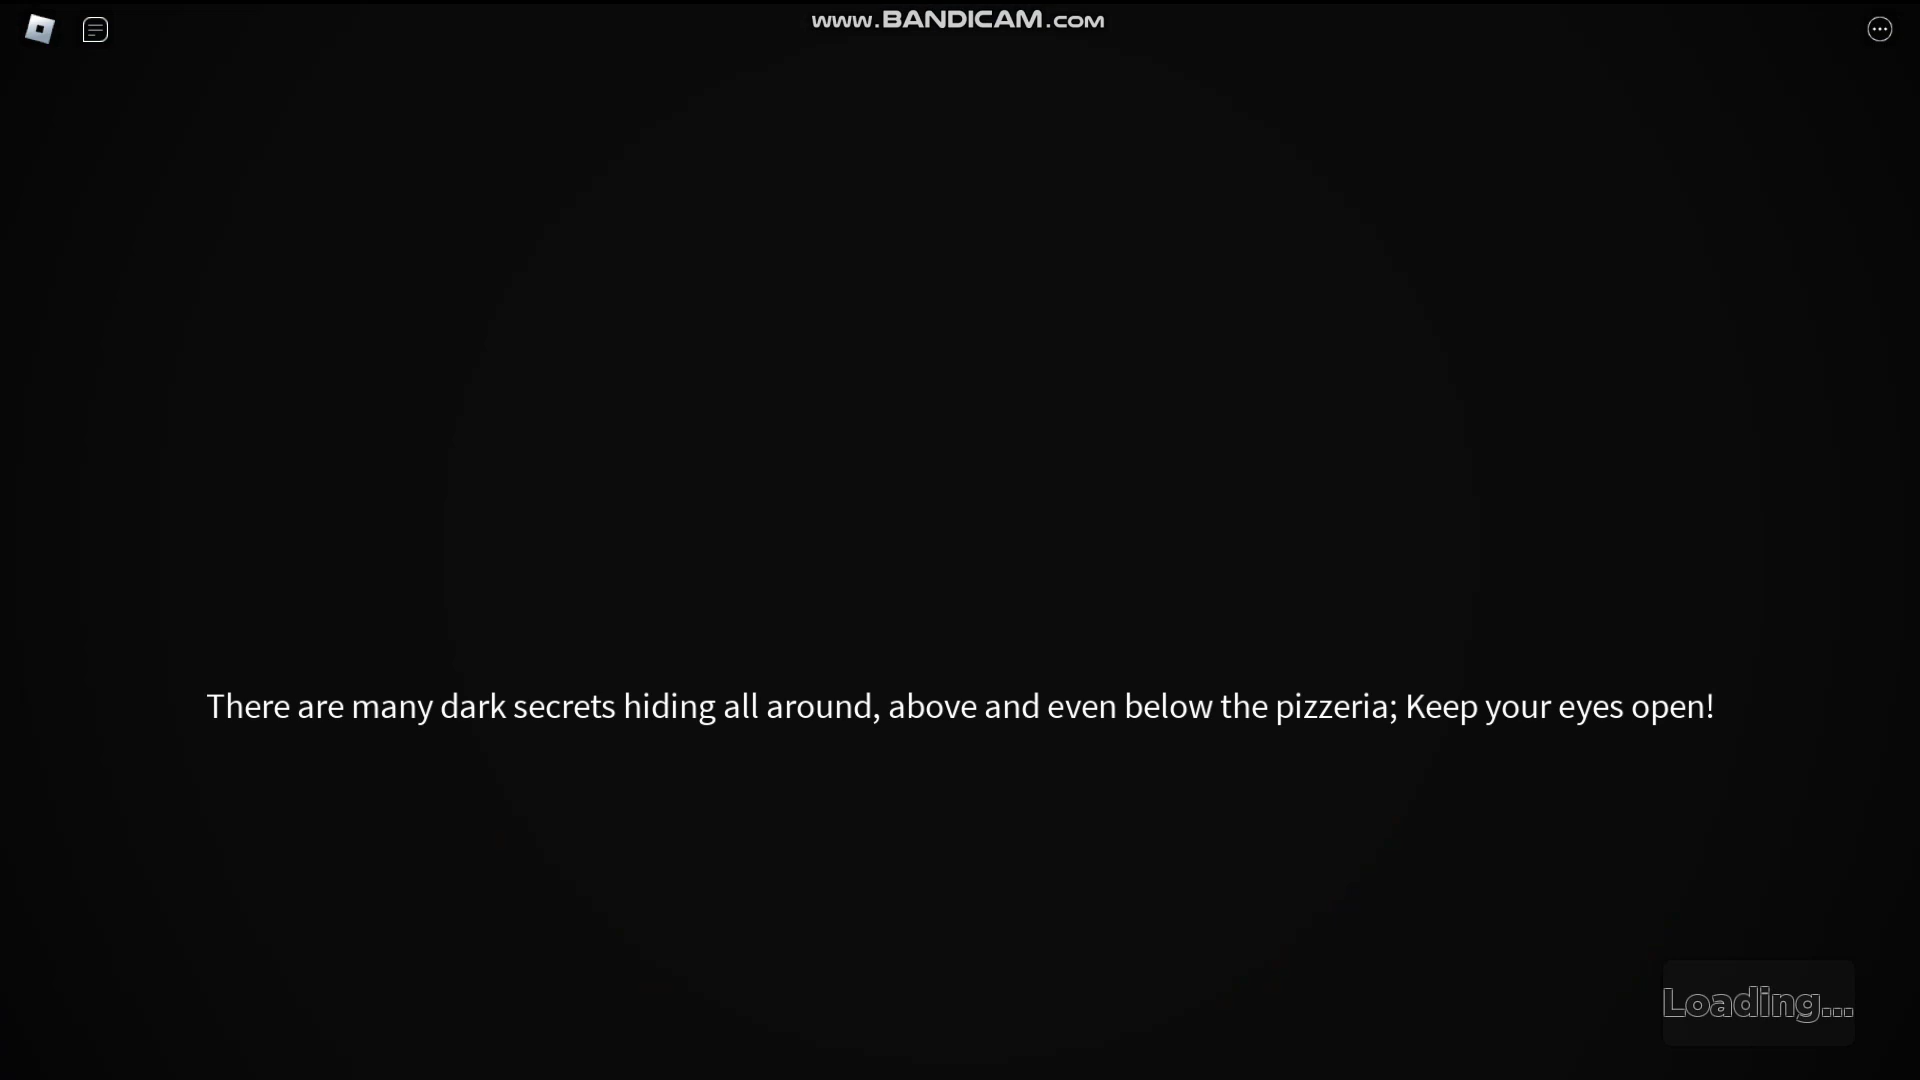 www.BANDICAM.com
There are many dark secrets hiding all around, above and even below the pizzeria; Keep your eyes open!
Loading...